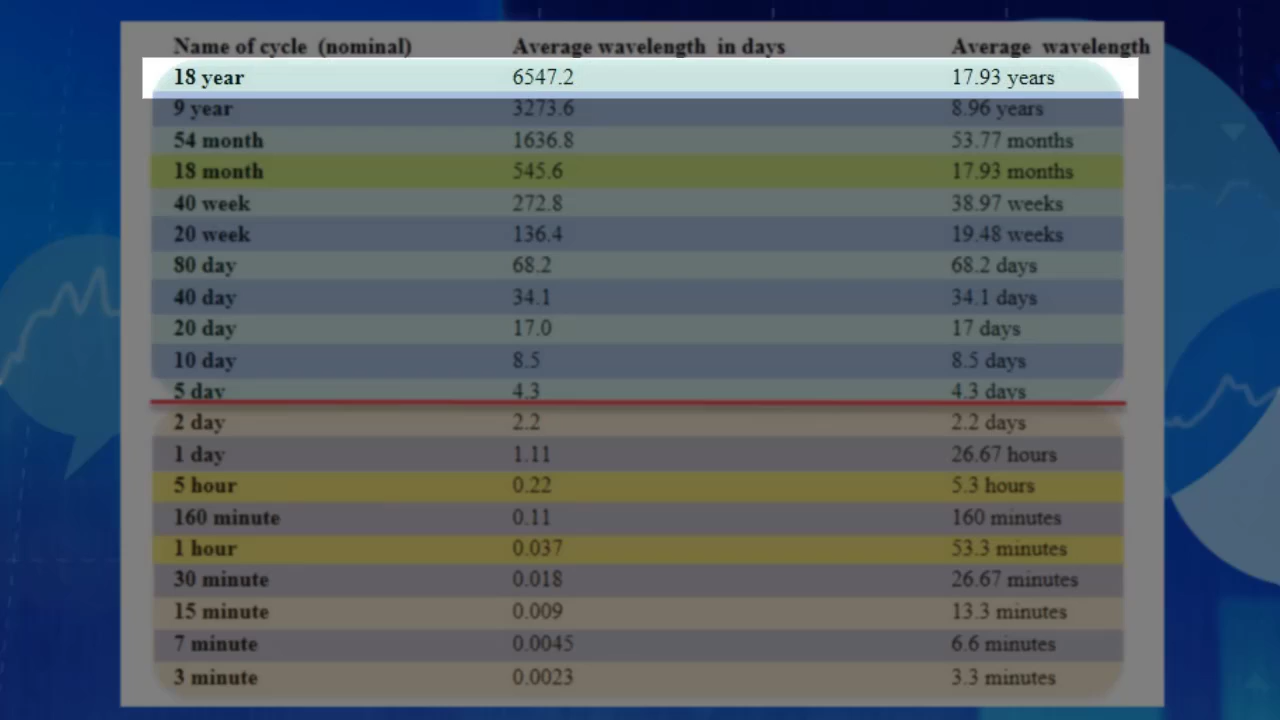 Name of cycle (nominal) Average wavelength in days Average wavelength
18 year 6547.2 17.93 years
9 year 3273.6 8.96 years
54 month 1636.8 53.77 months
18 month 545.6 17.93 months
40 week 272.8 38.97 weeks
20 week 136.4 19.48 weeks
80 day 68.2 68.2 days
40 day 34.1 34.1 days
20 day 17.0 17 days
10 day 8.5 8.5 days
5 day 4.3 4.3 days
2 day 2.2 2.2 days
1 day 1.11 26.67 hours
5 hour 0.22 5.3 hours
160 minute 0.11 160 minutes
1 hour 0.037 53.3 minutes
30 minute 0.018 26.67 minutes
15 minute 0.009 13.3 minutes
7 minute 0.0045 6.6 minutes
3 minute 0.0023 3.3 minutes